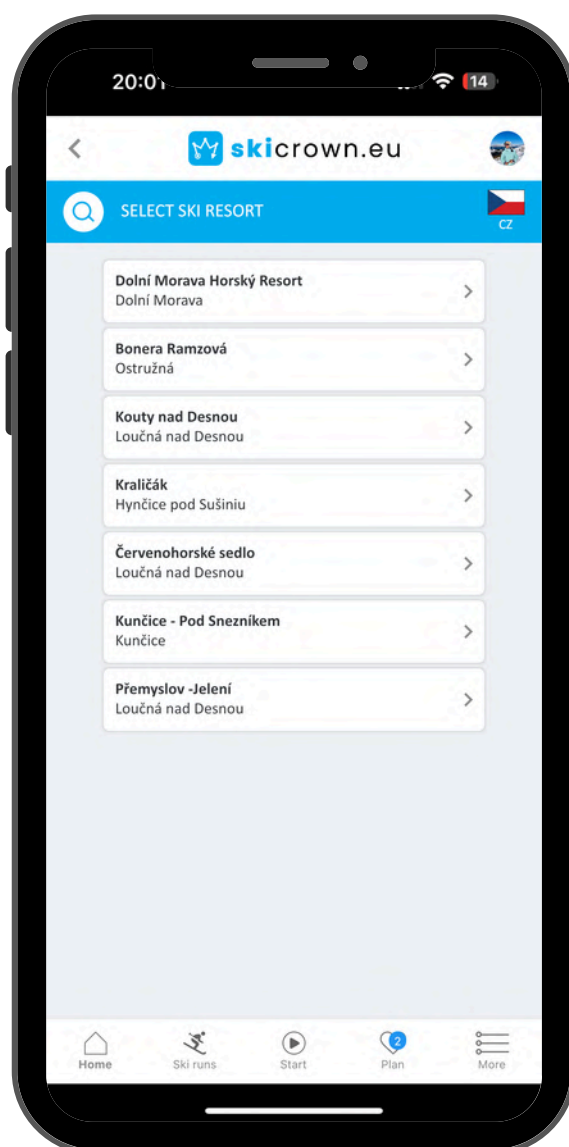 20:01
14
skicrown.eu
SELECT SKI RESORT
CZ
Dolní Morava Horský Resort
Dolní Morava
Bonera Ramzová
Ostružná
Kouty nad Desnou
Loučná nad Desnou
Kraličák
Hynčice pod Sušiniu
Červenohorské sedlo
Loučná nad Desnou
Kunčice - Pod Snezníkem
Kunčice
Přemyslov -Jelení
Loučná nad Desnou
2
Home Ski runs Start Plan More